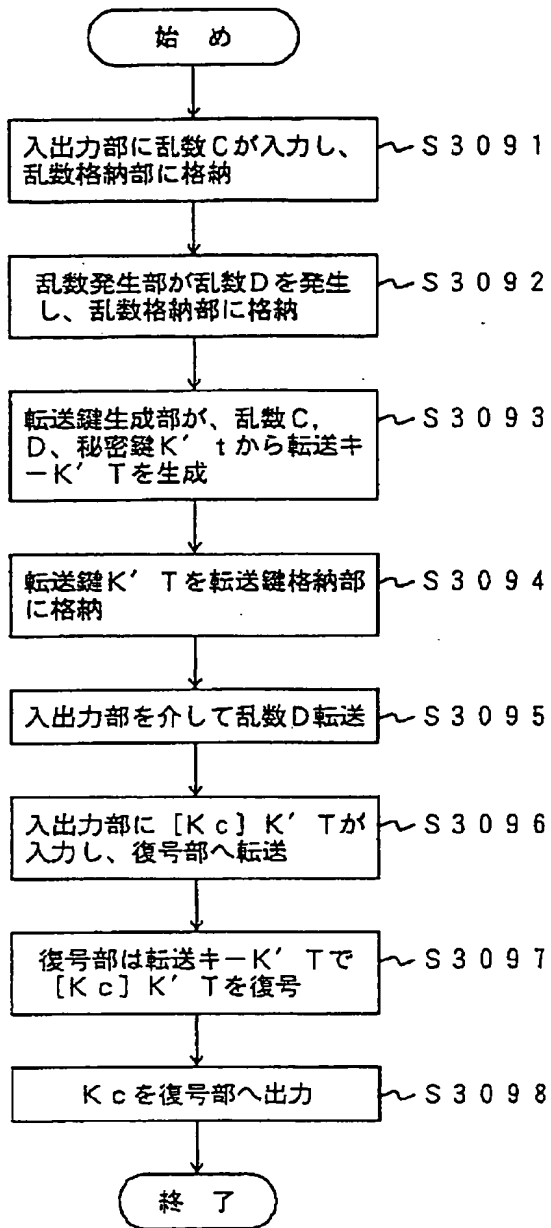 始 め
入出力部に乱数Cが入力し、
乱数格納部に格納
S3091
乱数発生部が乱数Dを発生
し、乱数格納部に格納
S3092
転送鍵生成部が、乱数C,
D、秘密鍵K′tから転送キ
ーK′Tを生成
S3093
転送鍵K′Tを転送鍵格納部
に格納
S3094
入出力部を介して乱数D転送
S3095
入出力部に[Kc]K′Tが
入力し、復号部へ転送
S3096
復号部は転送キーK′Tで
[Kc]K′Tを復号
S3097
Kcを復号部へ出力
S3098
終 了